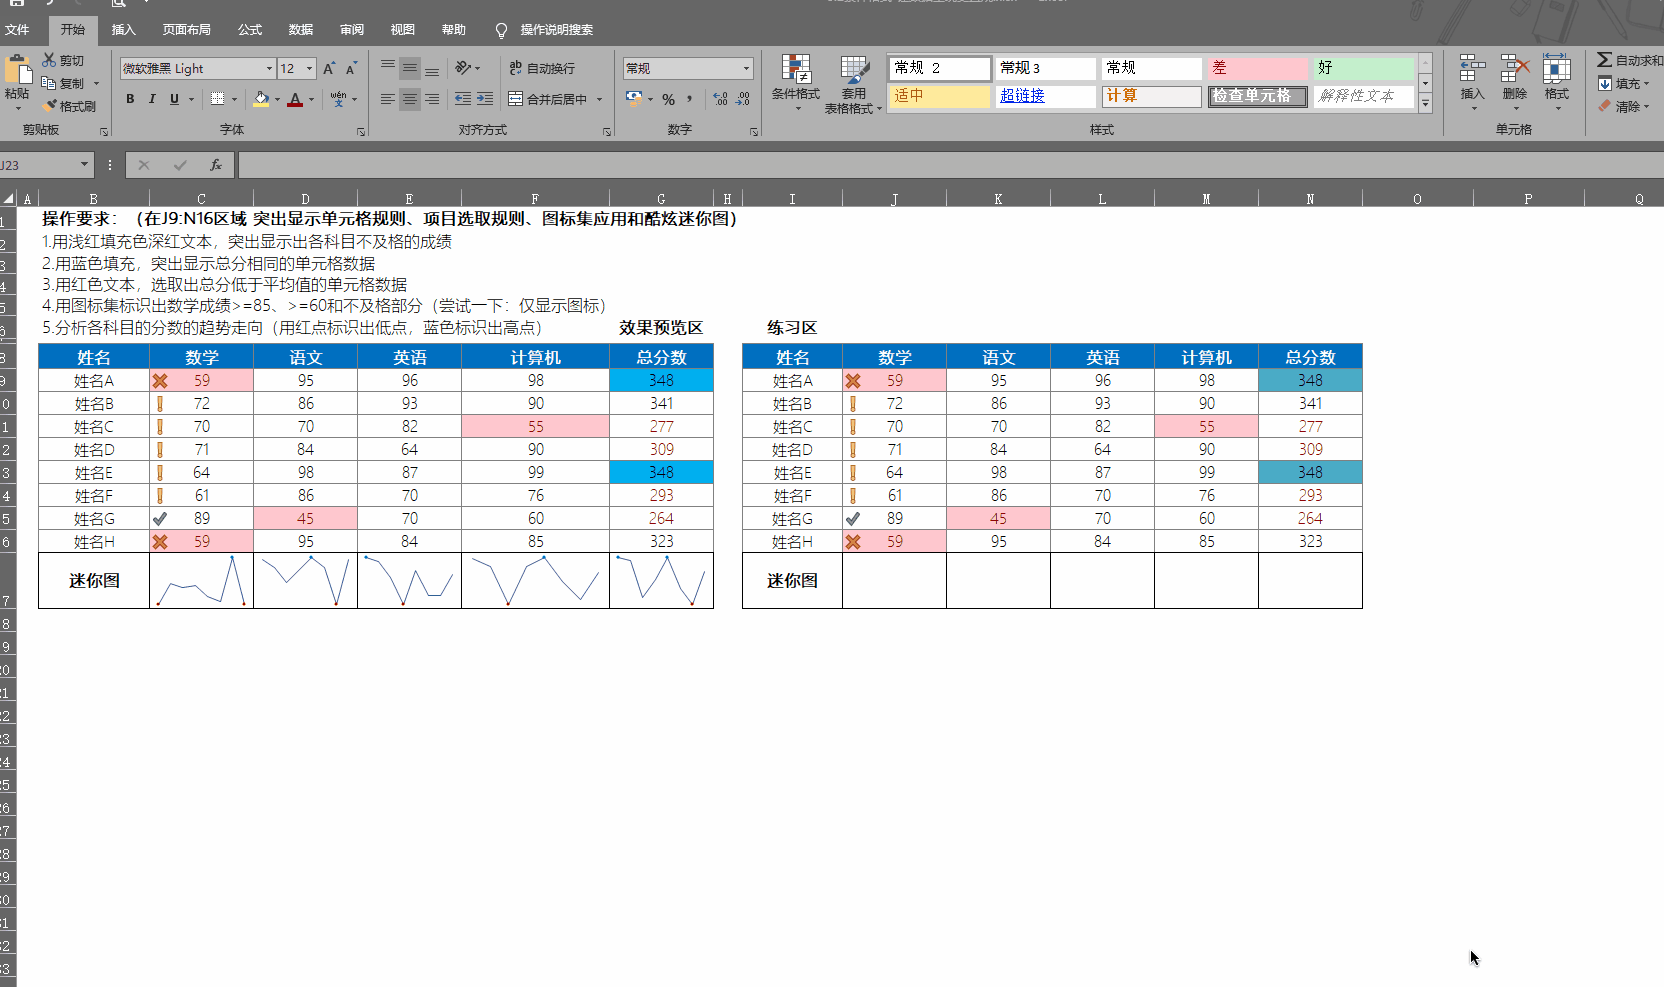 文件 开始 插入 页面布局 公式 数据 审阅 视图 帮助 操作说明搜索
剪切
复制
格式刷
粘贴
剪贴板
微软雅黑 Light 12
B I U
字体
自动换行
合并后居中
对齐方式
常规
数字
条件格式
套用
表格格式
常规 2 常规 3 常规 差 好
适中 超链接 计算 检查单元格 解释性文本
样式
插入 删除 格式
单元格
自动求和
填充
清除
J23 fx
A B C D E F G H I J K L M N O P Q
操作要求：（在J9:N16区域 突出显示单元格规则、项目选取规则、图标集应用和酷炫迷你图）
1.用浅红填充色深红文本，突出显示出各科目不及格的成绩
2.用蓝色填充，突出显示总分相同的单元格数据
3.用红色文本，选取出总分低于平均值的单元格数据
4.用图标集标识出数学成绩>=85、>=60和不及格部分（尝试一下：仅显示图标）
5.分析各科目的分数的趋势走向（用红点标识出低点，蓝色标识出高点） 效果预览区 练习区
姓名 数学 语文 英语 计算机 总分数 姓名 数学 语文 英语 计算机 总分数
姓名A 59 95 96 98 348 姓名A 59 95 96 98 348
姓名B 72 86 93 90 341 姓名B 72 86 93 90 341
姓名C 70 70 82 55 277 姓名C 70 70 82 55 277
姓名D 71 84 64 90 309 姓名D 71 84 64 90 309
姓名E 64 98 87 99 348 姓名E 64 98 87 99 348
姓名F 61 86 70 76 293 姓名F 61 86 70 76 293
姓名G 89 45 70 60 264 姓名G 89 45 70 60 264
姓名H 59 95 84 85 323 姓名H 59 95 84 85 323
迷你图 迷你图